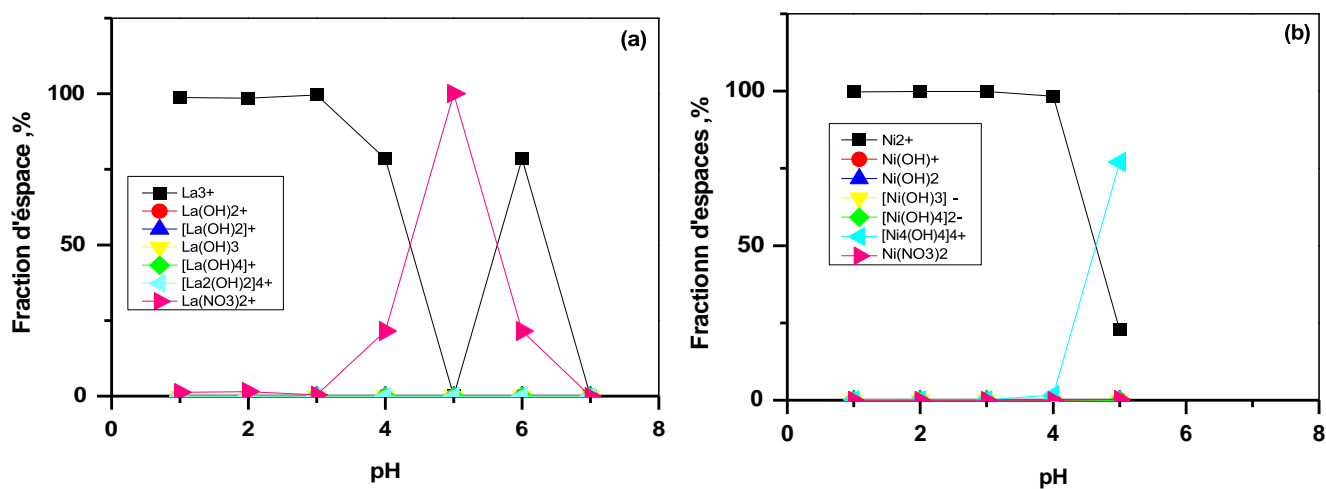 (a)
Fraction d'éspace ,%
100
50
0
0
2
4
6
8
pH
La3+
La(OH)2+
[La(OH)2]+
La(OH)3
[La(OH)4]+
[La2(OH)2]4+
La(NO3)2+
(b)
Fractionn d'espaces ,%
100
50
0
0
2
4
6
8
pH
Ni2+
Ni(OH)+
Ni(OH)2
[Ni(OH)3] -
[Ni(OH)4]2-
[Ni4(OH)4]4+
Ni(NO3)2